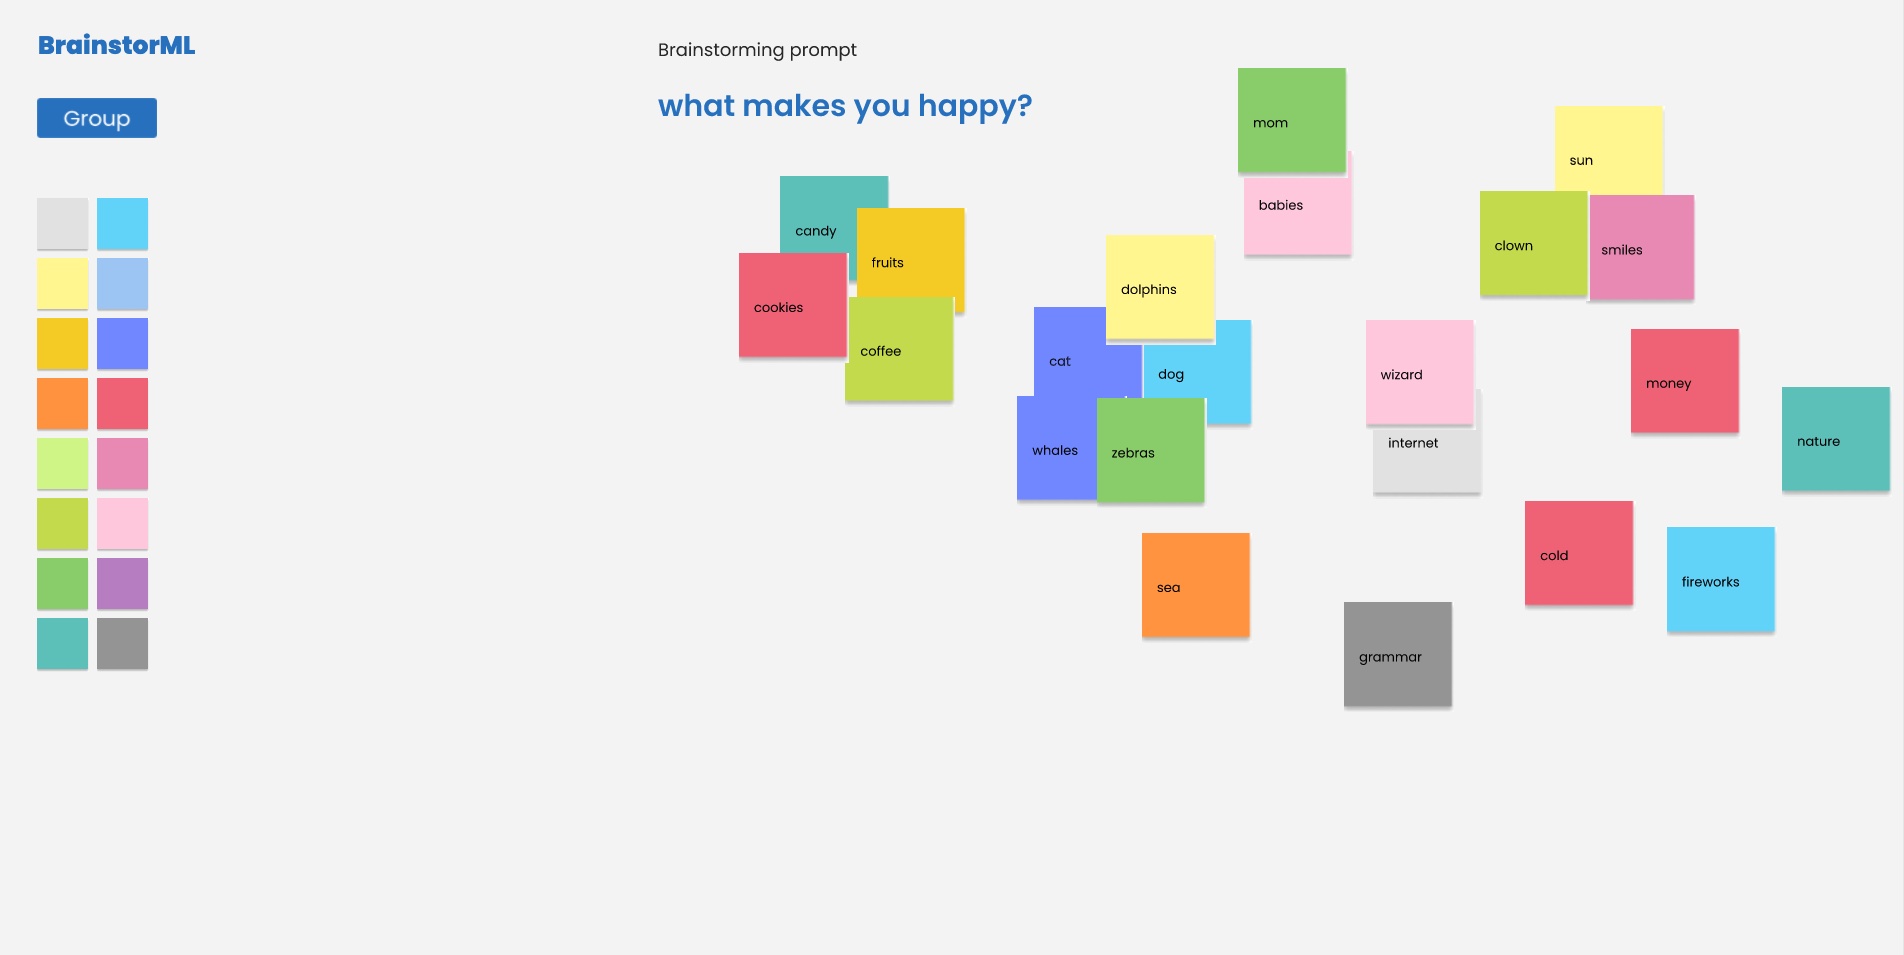 BrainstorML
Group
Brainstorming prompt
what makes you happy?
mom
babies
sun
clown
smiles
candy
fruits
cookies
coffee
dolphins
cat
dog
whales
zebras
wizard
internet
money
nature
sea
cold
fireworks
grammar